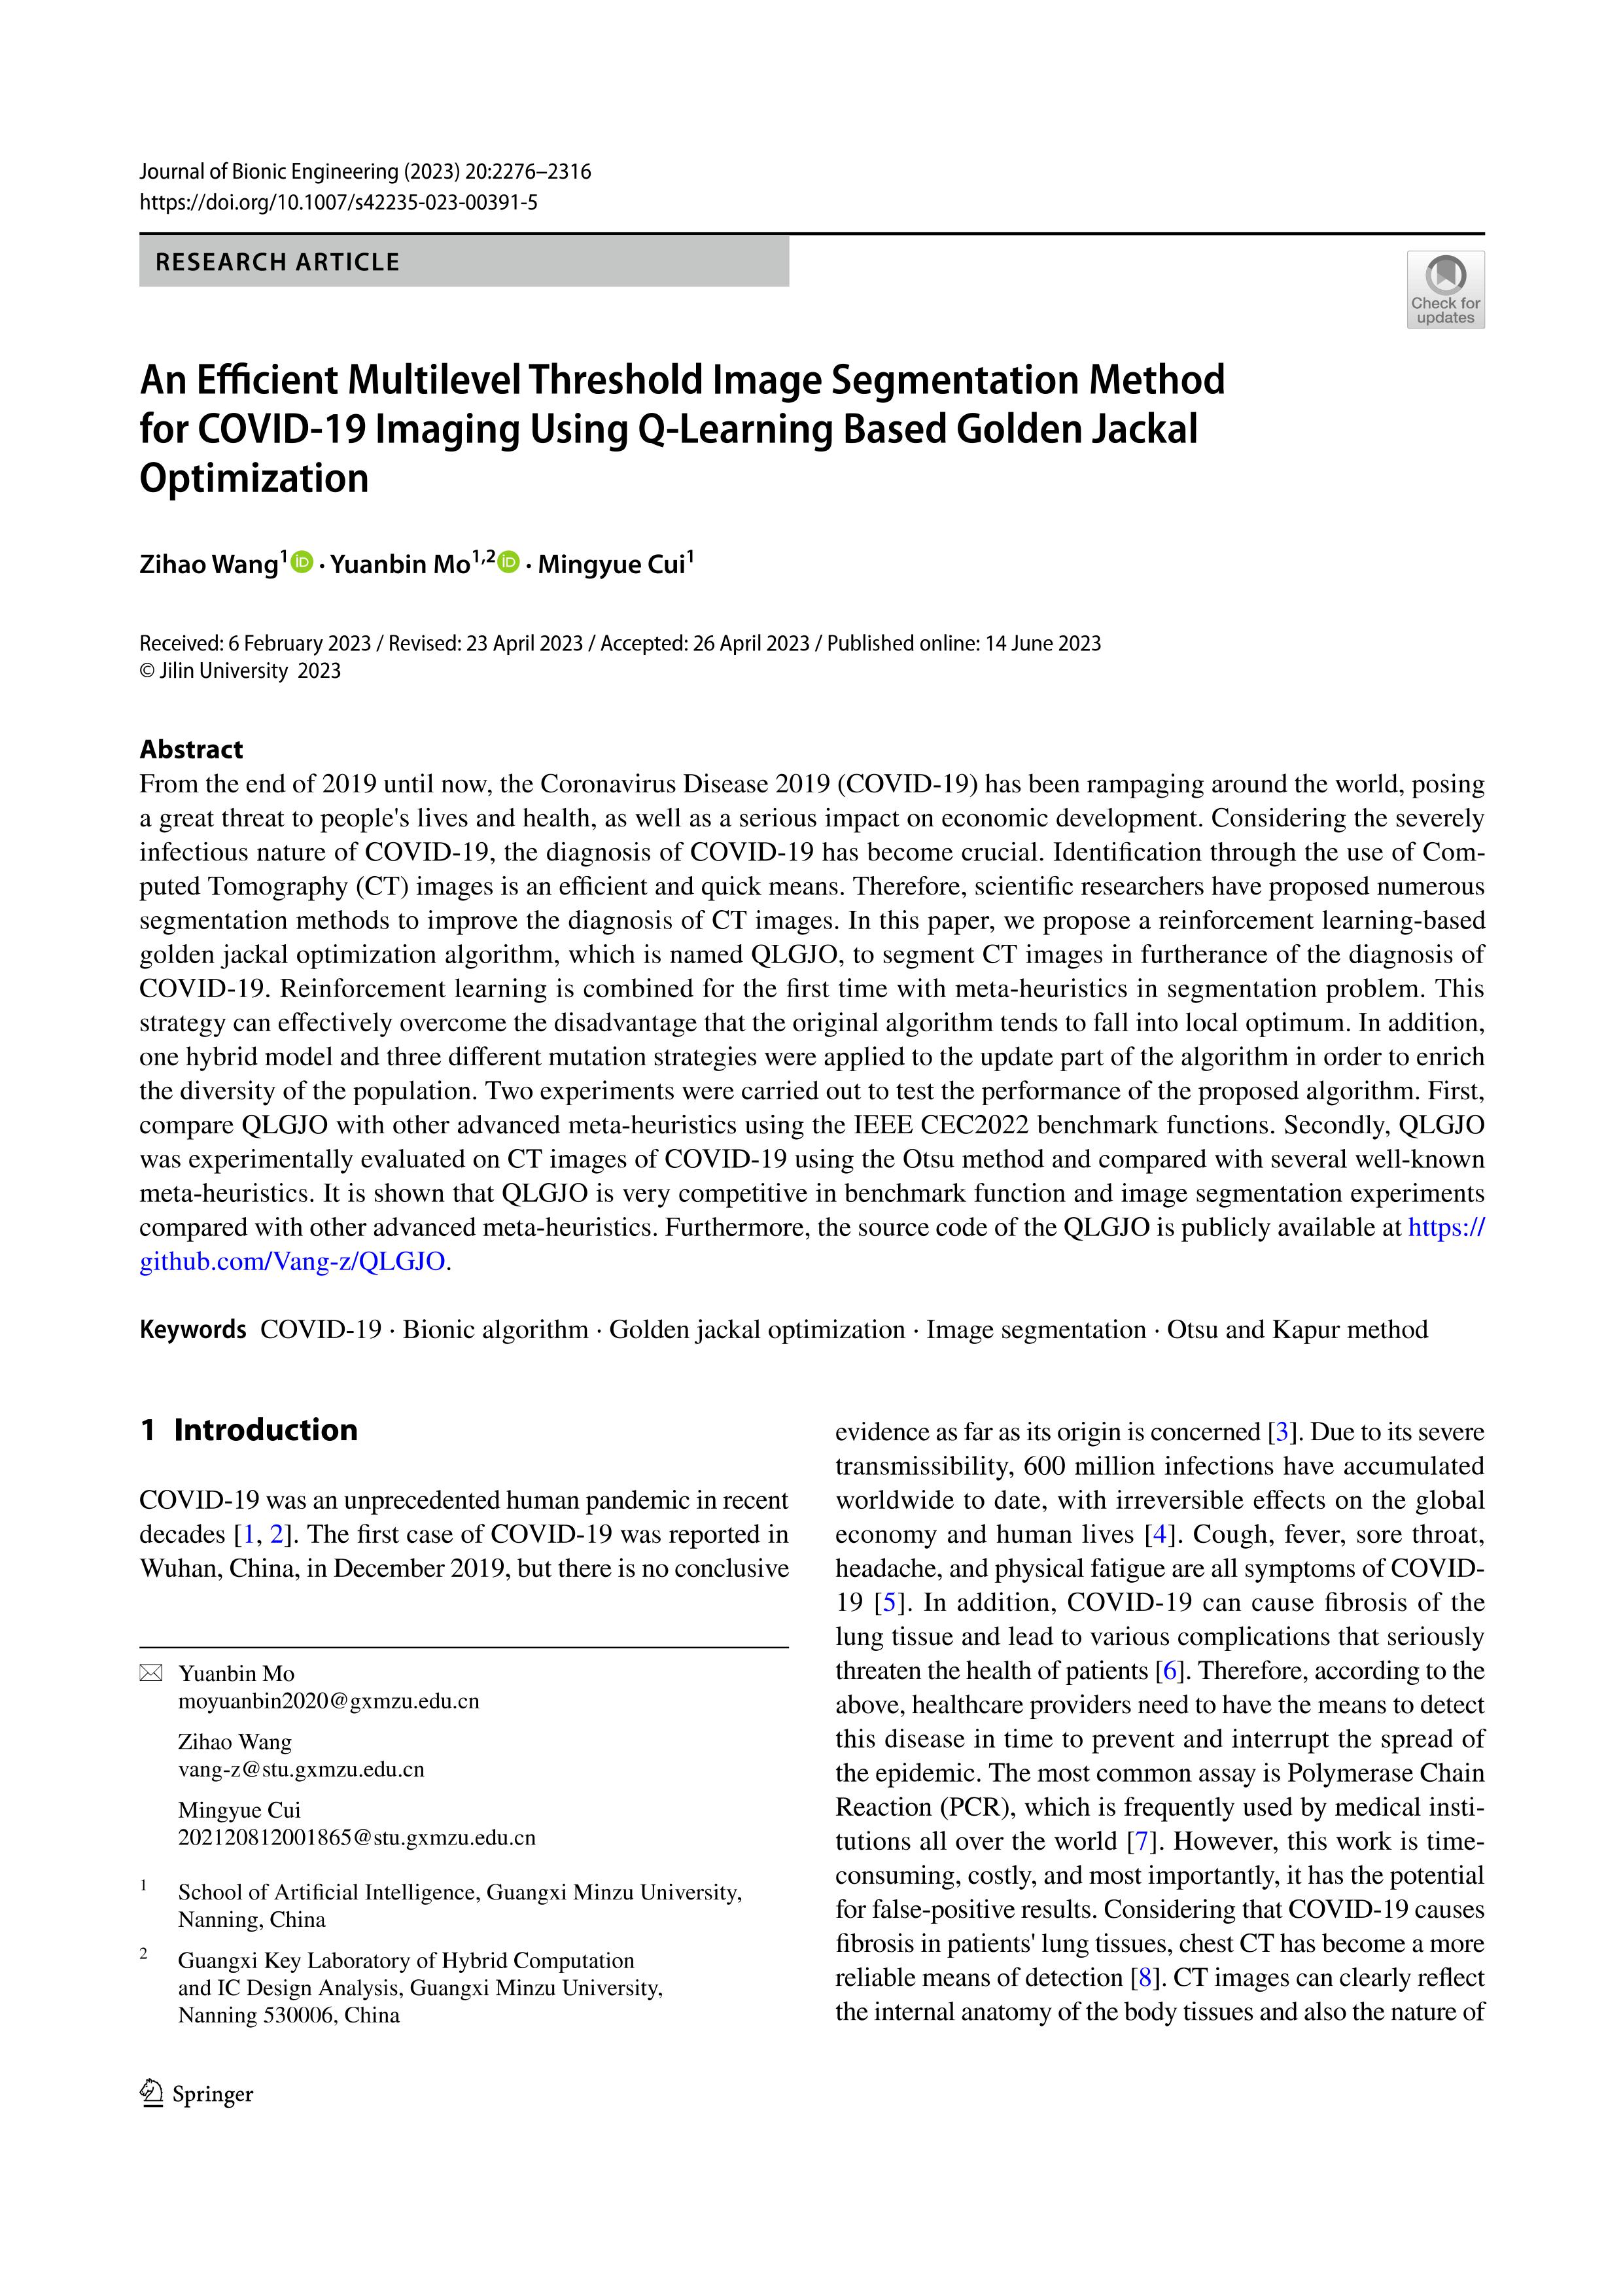 Journal of Bionic Engineering (2023) 20:2276–2316
https://doi.org/10.1007/s42235-023-00391-5
RESEARCH ARTICLE
Check for
updates
An Efficient Multilevel Threshold Image Segmentation Method
for COVID-19 Imaging Using Q-Learning Based Golden Jackal
Optimization
Zihao Wang1 iD · Yuanbin Mo1,2 iD · Mingyue Cui1
Received: 6 February 2023 / Revised: 23 April 2023 / Accepted: 26 April 2023 / Published online: 14 June 2023
© Jilin University 2023
Abstract
From the end of 2019 until now, the Coronavirus Disease 2019 (COVID-19) has been rampaging around the world, posing
a great threat to people's lives and health, as well as a serious impact on economic development. Considering the severely
infectious nature of COVID-19, the diagnosis of COVID-19 has become crucial. Identification through the use of Com-
puted Tomography (CT) images is an efficient and quick means. Therefore, scientific researchers have proposed numerous
segmentation methods to improve the diagnosis of CT images. In this paper, we propose a reinforcement learning-based
golden jackal optimization algorithm, which is named QLGJO, to segment CT images in furtherance of the diagnosis of
COVID-19. Reinforcement learning is combined for the first time with meta-heuristics in segmentation problem. This
strategy can effectively overcome the disadvantage that the original algorithm tends to fall into local optimum. In addition,
one hybrid model and three different mutation strategies were applied to the update part of the algorithm in order to enrich
the diversity of the population. Two experiments were carried out to test the performance of the proposed algorithm. First,
compare QLGJO with other advanced meta-heuristics using the IEEE CEC2022 benchmark functions. Secondly, QLGJO
was experimentally evaluated on CT images of COVID-19 using the Otsu method and compared with several well-known
meta-heuristics. It is shown that QLGJO is very competitive in benchmark function and image segmentation experiments
compared with other advanced meta-heuristics. Furthermore, the source code of the QLGJO is publicly available at https://
github.com/Vang-z/QLGJO.
Keywords COVID-19 · Bionic algorithm · Golden jackal optimization · Image segmentation · Otsu and Kapur method
1 Introduction
COVID-19 was an unprecedented human pandemic in recent
decades [1, 2]. The first case of COVID-19 was reported in
Wuhan, China, in December 2019, but there is no conclusive
Yuanbin Mo
moyuanbin2020@gxmzu.edu.cn
Zihao Wang
vang-z@stu.gxmzu.edu.cn
Mingyue Cui
202120812001865@stu.gxmzu.edu.cn
1 School of Artificial Intelligence, Guangxi Minzu University,
Nanning, China
2 Guangxi Key Laboratory of Hybrid Computation
and IC Design Analysis, Guangxi Minzu University,
Nanning 530006, China
evidence as far as its origin is concerned [3]. Due to its severe
transmissibility, 600 million infections have accumulated
worldwide to date, with irreversible effects on the global
economy and human lives [4]. Cough, fever, sore throat,
headache, and physical fatigue are all symptoms of COVID-
19 [5]. In addition, COVID-19 can cause fibrosis of the
lung tissue and lead to various complications that seriously
threaten the health of patients [6]. Therefore, according to the
above, healthcare providers need to have the means to detect
this disease in time to prevent and interrupt the spread of
the epidemic. The most common assay is Polymerase Chain
Reaction (PCR), which is frequently used by medical insti-
tutions all over the world [7]. However, this work is time-
consuming, costly, and most importantly, it has the potential
for false-positive results. Considering that COVID-19 causes
fibrosis in patients' lung tissues, chest CT has become a more
reliable means of detection [8]. CT images can clearly reflect
the internal anatomy of the body tissues and also the nature of
Springer